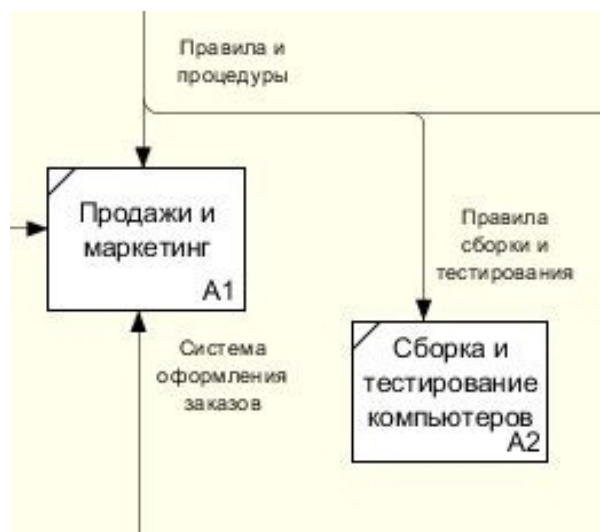 Правила и
процедуры
Продажи и
маркетинг
A1
Правила
сборки и
тестирования
Система
оформления
заказов
Сборка и
тестирование
компьютеров
A2